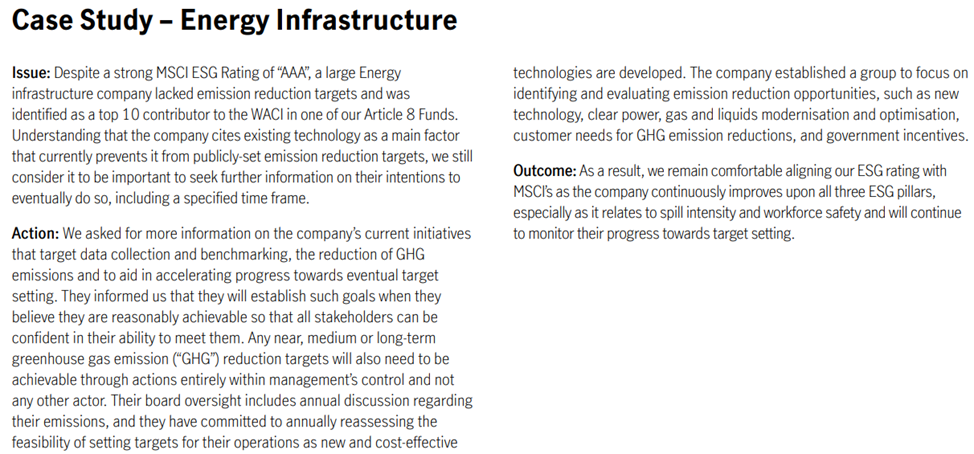 Case Study – Energy Infrastructure
Issue: Despite a strong MSCI ESG Rating of “AAA”, a large Energy
infrastructure company lacked emission reduction targets and was
identified as a top 10 contributor to the WACI in one of our Article 8 Funds.
Understanding that the company cites existing technology as a main factor
that currently prevents it from publicly-set emission reduction targets, we still
consider it to be important to seek further information on their intentions to
eventually do so, including a specified time frame.
Action: We asked for more information on the company’s current initiatives
that target data collection and benchmarking, the reduction of GHG
emissions and to aid in accelerating progress towards eventual target
setting. They informed us that they will establish such goals when they
believe they are reasonably achievable so that all stakeholders can be
confident in their ability to meet them. Any near, medium or long-term
greenhouse gas emission (“GHG”) reduction targets will also need to be
achievable through actions entirely within management’s control and not
any other actor. Their board oversight includes annual discussion regarding
their emissions, and they have committed to annually reassessing the
feasibility of setting targets for their operations as new and cost-effective
technologies are developed. The company established a group to focus on
identifying and evaluating emission reduction opportunities, such as new
technology, clear power, gas and liquids modernisation and optimisation,
customer needs for GHG emission reductions, and government incentives.
Outcome: As a result, we remain comfortable aligning our ESG rating with
MSCI’s as the company continuously improves upon all three ESG pillars,
especially as it relates to spill intensity and workforce safety and will continue
to monitor their progress towards target setting.